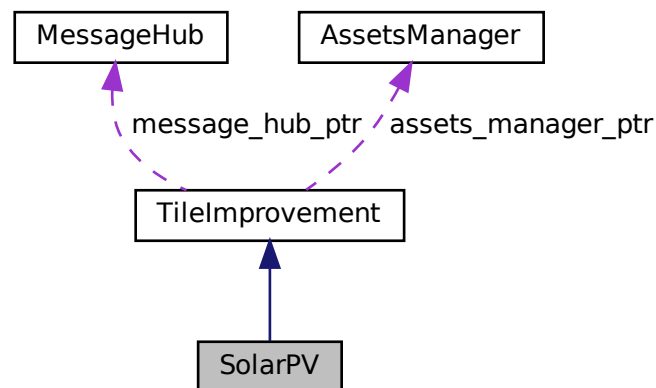 MessageHub
AssetsManager
message_hub_ptr
assets_manager_ptr
TileImprovement
SolarPV